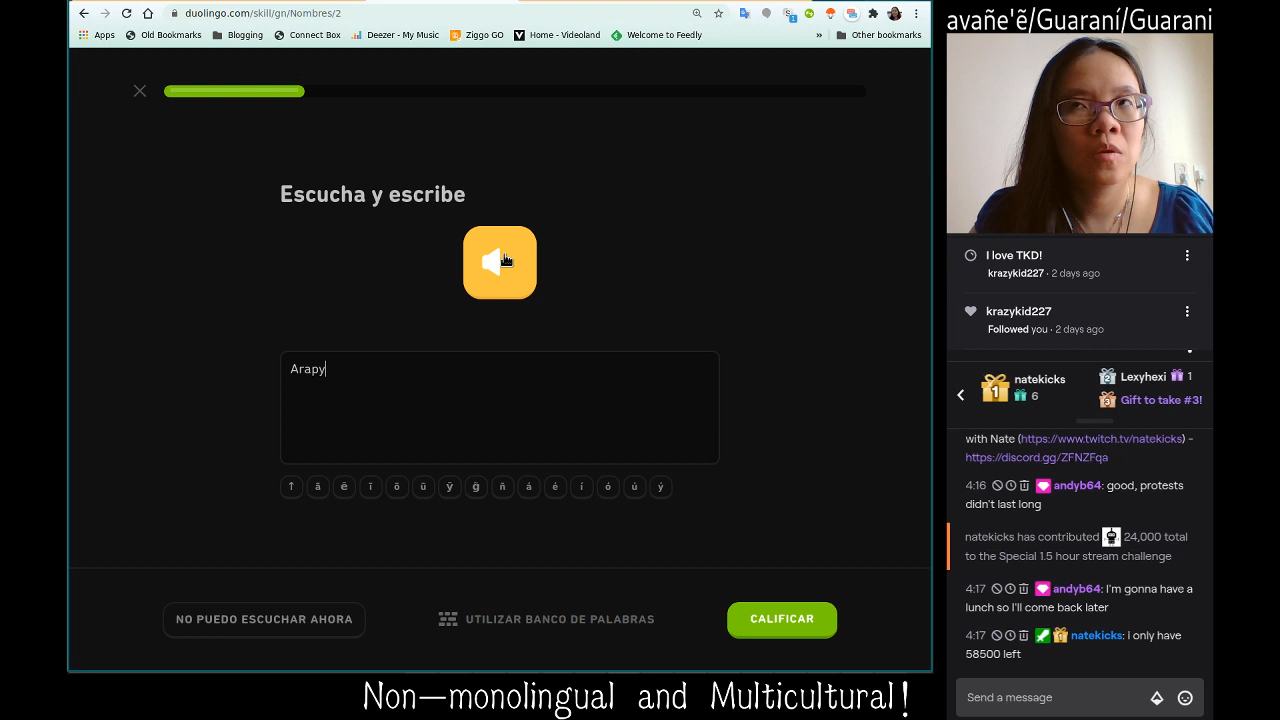 duolingo.com/skill/gn/Nombres/2
Apps Old Bookmarks Blogging Connect Box Deezer - My Music Ziggo GO Home - Videoland Welcome to Feedly » Other bookmarks
Escucha y escribe
Arapy
↑ ã ẽ ĩ õ ũ ỹ g̃ ñ á é í ó ú ý
NO PUEDO ESCUCHAR AHORA
UTILIZAR BANCO DE PALABRAS
CALIFICAR
avañe'ẽ/Guaraní/Guarani
I love TKD!
krazykid227 · 2 days ago
krazykid227
Followed you · 2 days ago
1 natekicks
6
2 Lexyhexi 1
3 Gift to take #3!
with Nate (https://www.twitch.tv/natekicks) -
https://discord.gg/ZFNZFqa
4:16 andyb64: good, protests
didn't last long
natekicks has contributed 24,000 total
to the Special 1.5 hour stream challenge
4:17 andyb64: I'm gonna have a
lunch so I'll come back later
4:17 natekicks: i only have
58500 left
Send a message
Non-monolingual and Multicultural!